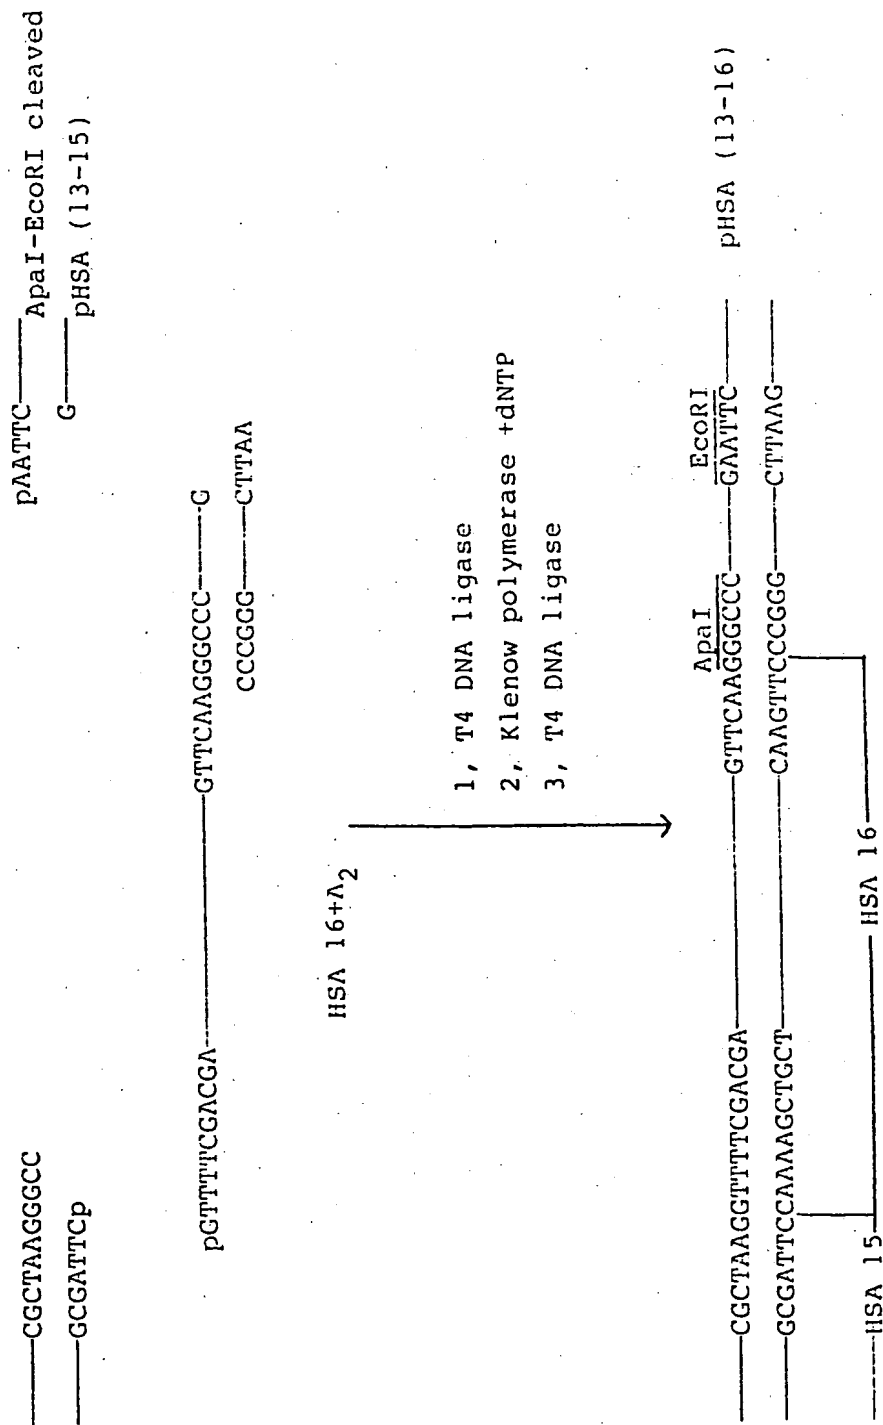 CGCTAAGGGCC pAATTC
ApaI-EcoRI cleaved
GCGATTCp G pHSA (13-15)
pGTTTTCGACGA GTTCAAGGGCCC G
CCCGGG CTTAA
HSA 16+A2
1, T4 DNA ligase
2, Klenow polymerase +dNTP
3, T4 DNA ligase
ApaI EcoRI
CGCTAAGGTTTTCGACGA GTTCAAGGGCCC GAATTC
pHSA (13-16)
GCGATTCCAAAAGCTGCT CAAGTTCCCGGG CTTAAG
HSA 15 HSA 16